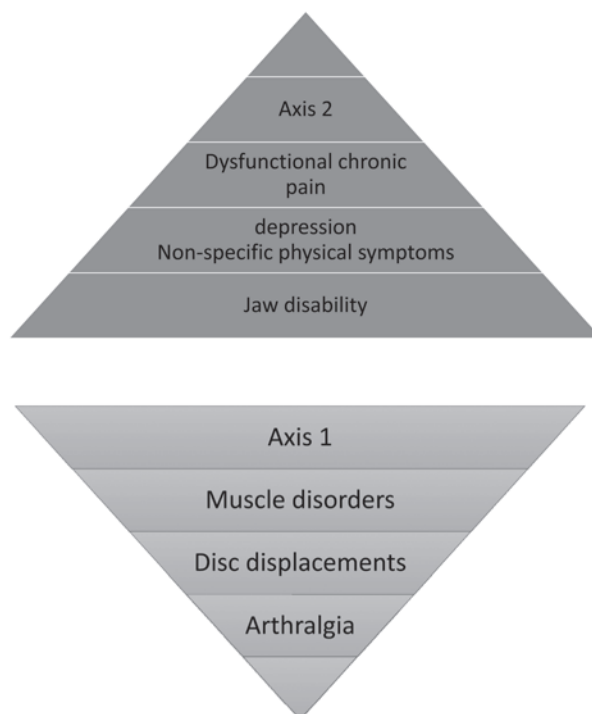 Axis 2
Dysfunctional chronic
pain
depression
Non-specific physical symptoms
Jaw disability
Axis 1
Muscle disorders
Disc displacements
Arthralgia